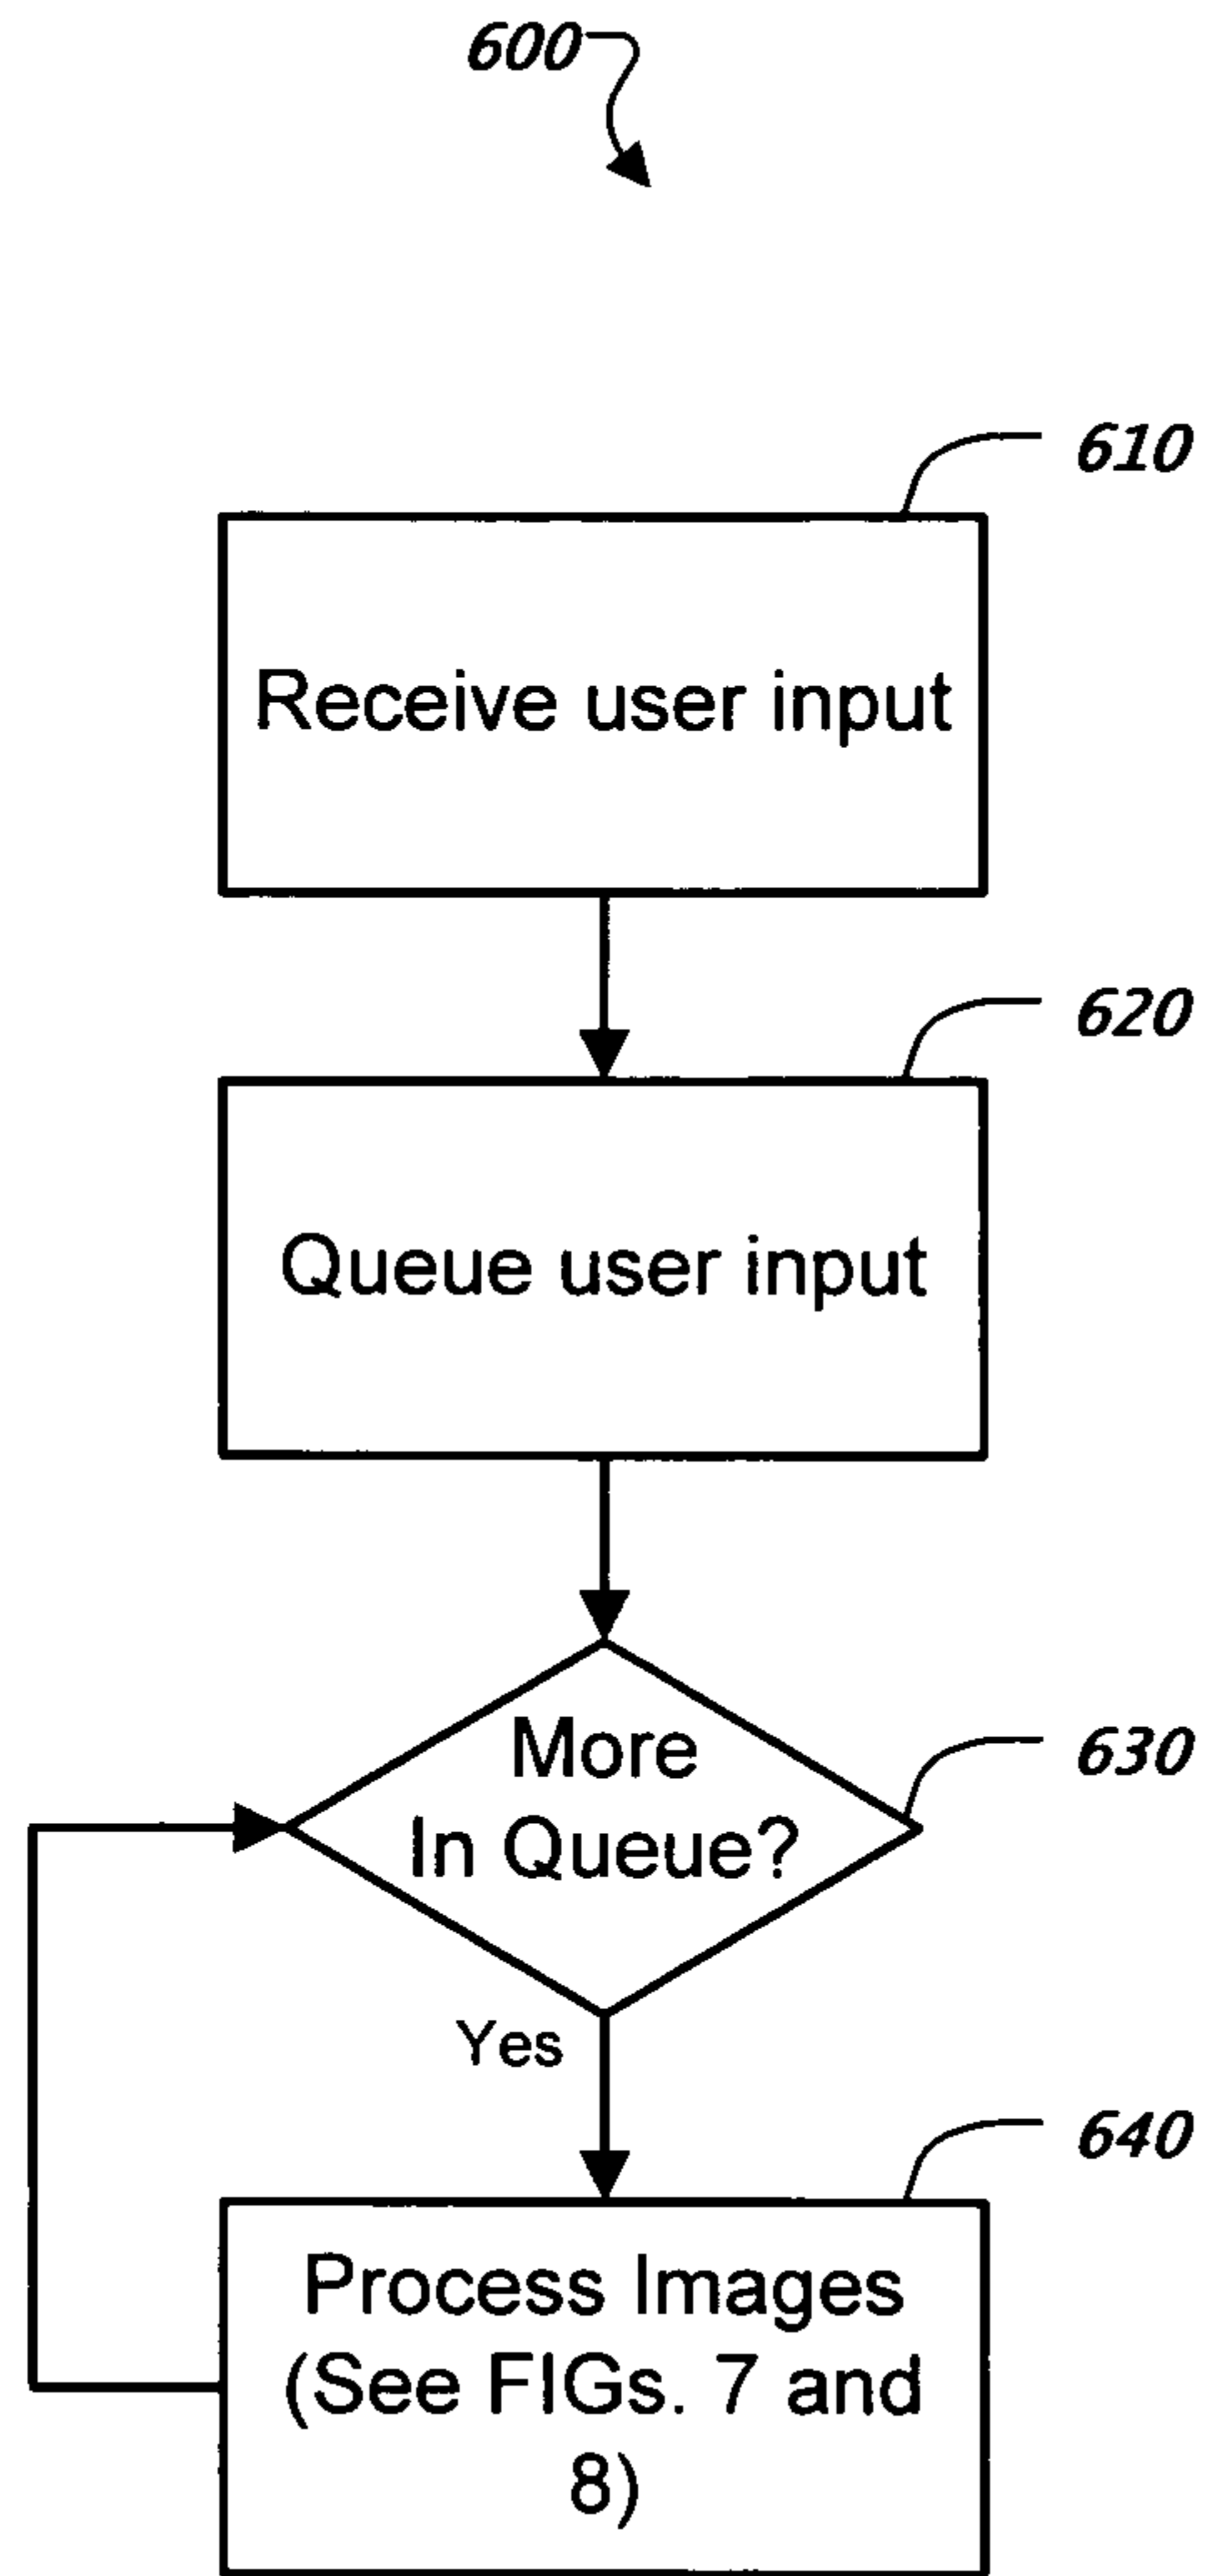 600
610
Receive user input
620
Queue user input
630
More
In Queue?
Yes
640
Process Images
(See FIGs. 7 and
8)